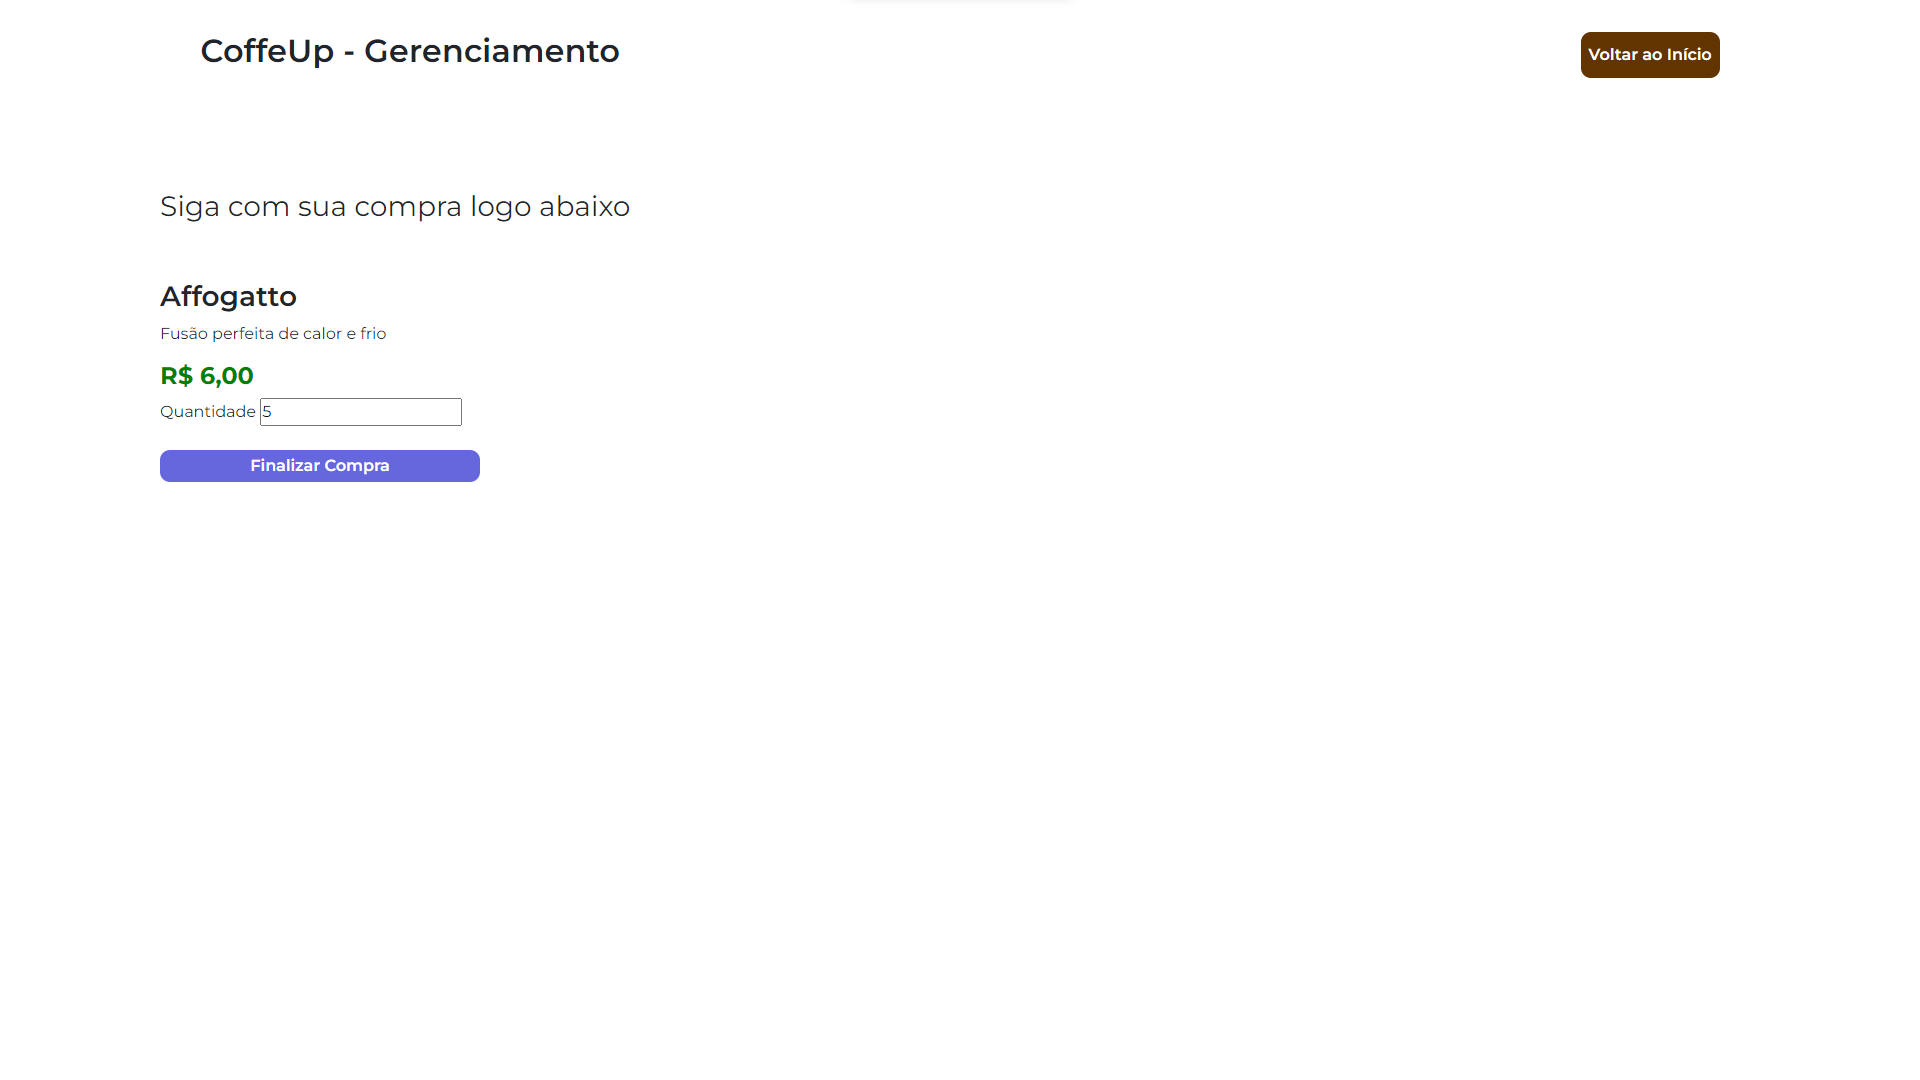 CoffeUp - Gerenciamento
Voltar ao Início
Siga com sua compra logo abaixo
Affogatto
Fusão perfeita de calor e frio
R$ 6,00
Quantidade 5
Finalizar Compra